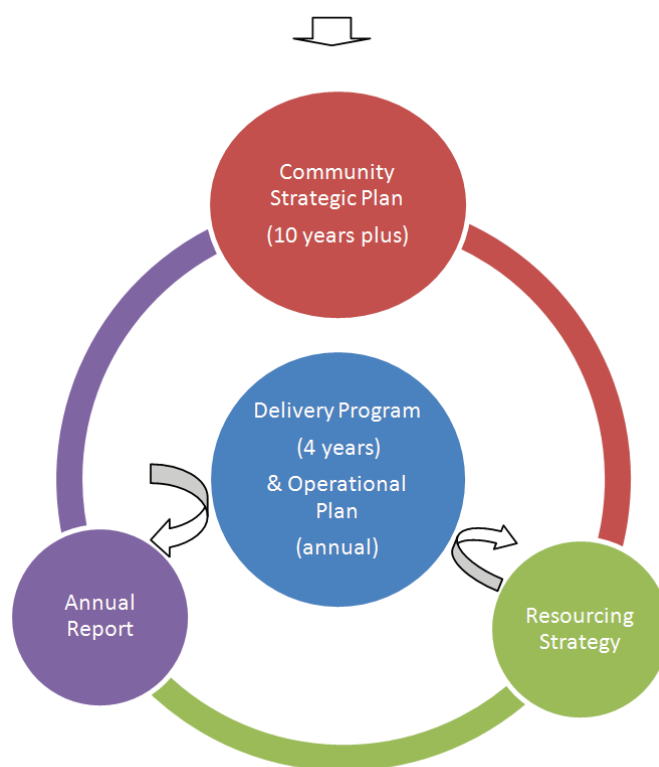 Community
Strategic Plan
(10 years plus)
Delivery Program
(4 years)
& Operational
Plan
(annual)
Annual
Report
Resourcing
Strategy